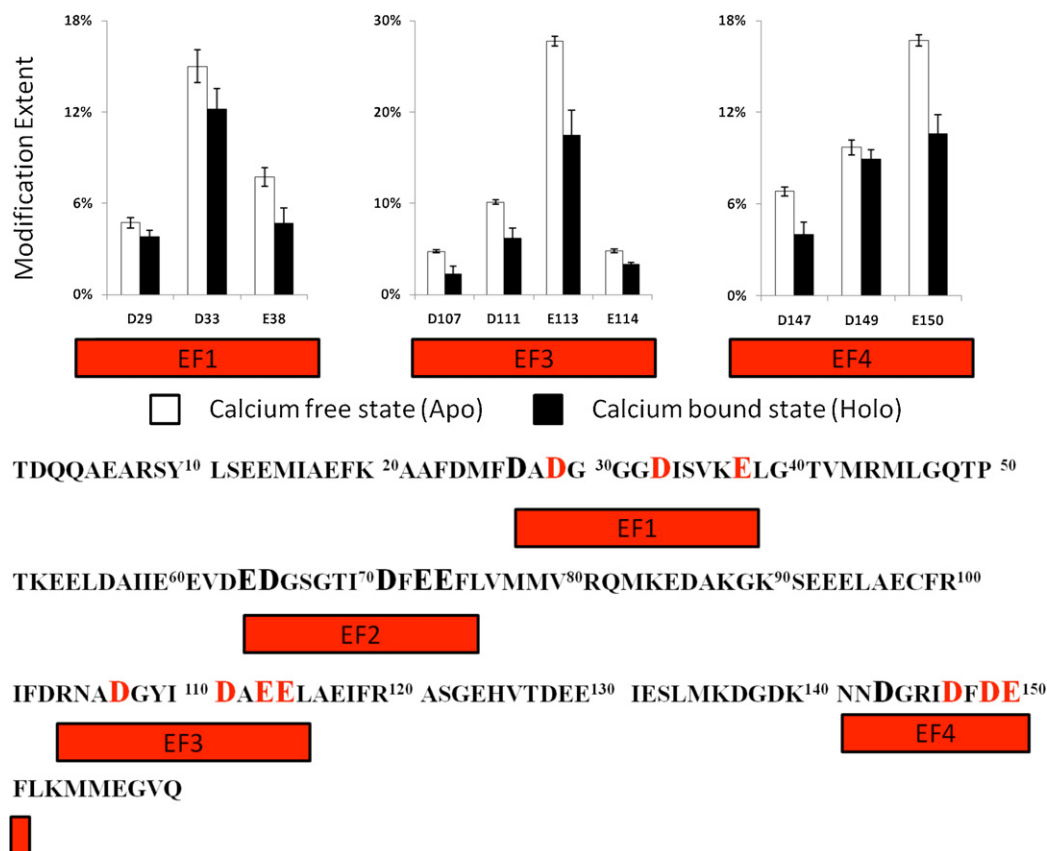 18%
12%
6%
0%
Modification Extent
D29 D33 E38
EF1
30%
20%
10%
0%
D107 D111 E113 E114
EF3
18%
12%
6%
0%
D147 D149 E150
EF4
Calcium free state (Apo) Calcium bound state (Holo)
TDQQAEARSY10 LSEEMIAEFK 20AAFDMFDADG 30GGDISVKELG40TVMRMLGQTP 50
EF1
TKEELDAIIE60EVDEDGSGTI70DFEEFLVMMV80RQMKEDAKGK90SEEELAECFR100
EF2
IFDRNADGYI 110 DAEELAEIFR120 ASGEHVTDEE130 IESLMKDGDK140 NNDGRIDFDE150
EF3 EF4
FLKMMEGVQ